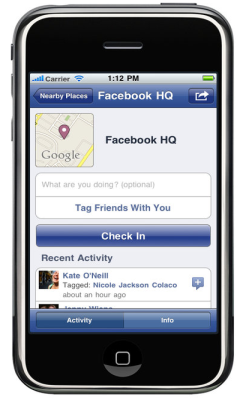 Carrier 1:12 PM
Nearby Places Facebook HQ
Google
Facebook HQ
What are you doing? (optional)
Tag Friends With You
Check In
Recent Activity
Kate O'Neill
Tagged: Nicole Jackson Colaco
about an hour ago
Activity Info